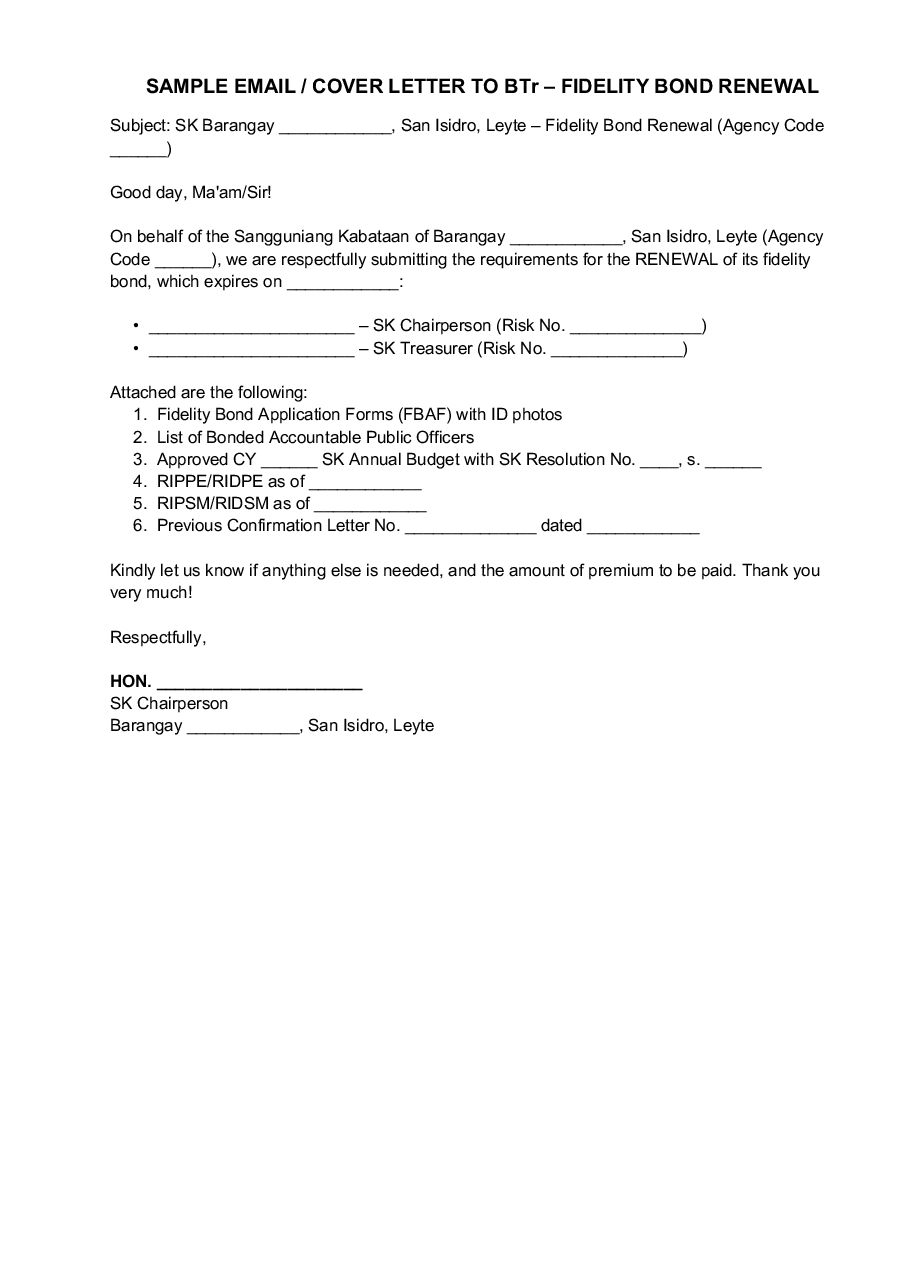 SAMPLE EMAIL / COVER LETTER TO BTr – FIDELITY BOND RENEWAL
Subject: SK Barangay ____________, San Isidro, Leyte – Fidelity Bond Renewal (Agency Code
______)
Good day, Ma'am/Sir!
On behalf of the Sangguniang Kabataan of Barangay ____________, San Isidro, Leyte (Agency
Code ______), we are respectfully submitting the requirements for the RENEWAL of its fidelity
bond, which expires on ____________:
• ______________________ – SK Chairperson (Risk No. ______________)
• ______________________ – SK Treasurer (Risk No. ______________)
Attached are the following:
1. Fidelity Bond Application Forms (FBAF) with ID photos
2. List of Bonded Accountable Public Officers
3. Approved CY ______ SK Annual Budget with SK Resolution No. ____, s. ______
4. RIPPE/RIDPE as of ____________
5. RIPSM/RIDSM as of ____________
6. Previous Confirmation Letter No. ______________ dated ____________
Kindly let us know if anything else is needed, and the amount of premium to be paid. Thank you
very much!
Respectfully,
HON. ______________________
SK Chairperson
Barangay ____________, San Isidro, Leyte